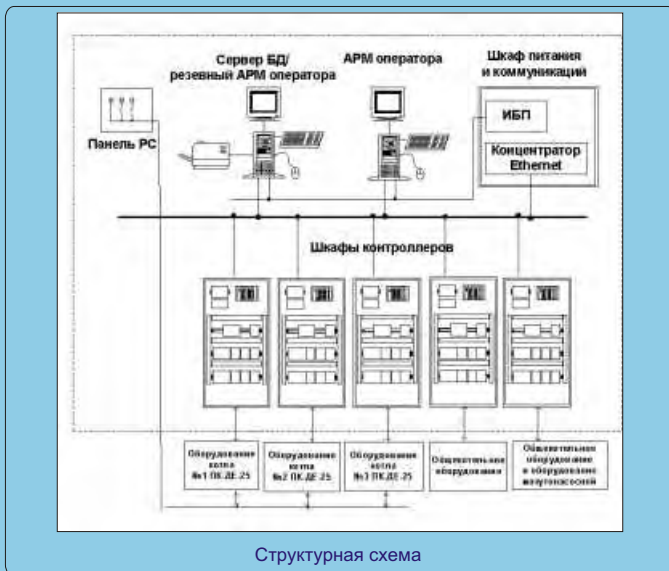 Сервер БД/
резевный АРМ оператора
АРМ оператора
Шкаф питания
и коммуникаций
Панель РС
ИБП
Концентратор
Ethernet
Шкафы контроллеров
Оборудование
котла
№1 ПК-ДЕ-25
Оборудование
котла
№2 ПК-ДЕ-25
Оборудование
котла
№3 ПК-ДЕ-25
Общекотельное
оборудование
Общекотельное
оборудование
и оборудование
мазутонасосной
Структурная схема